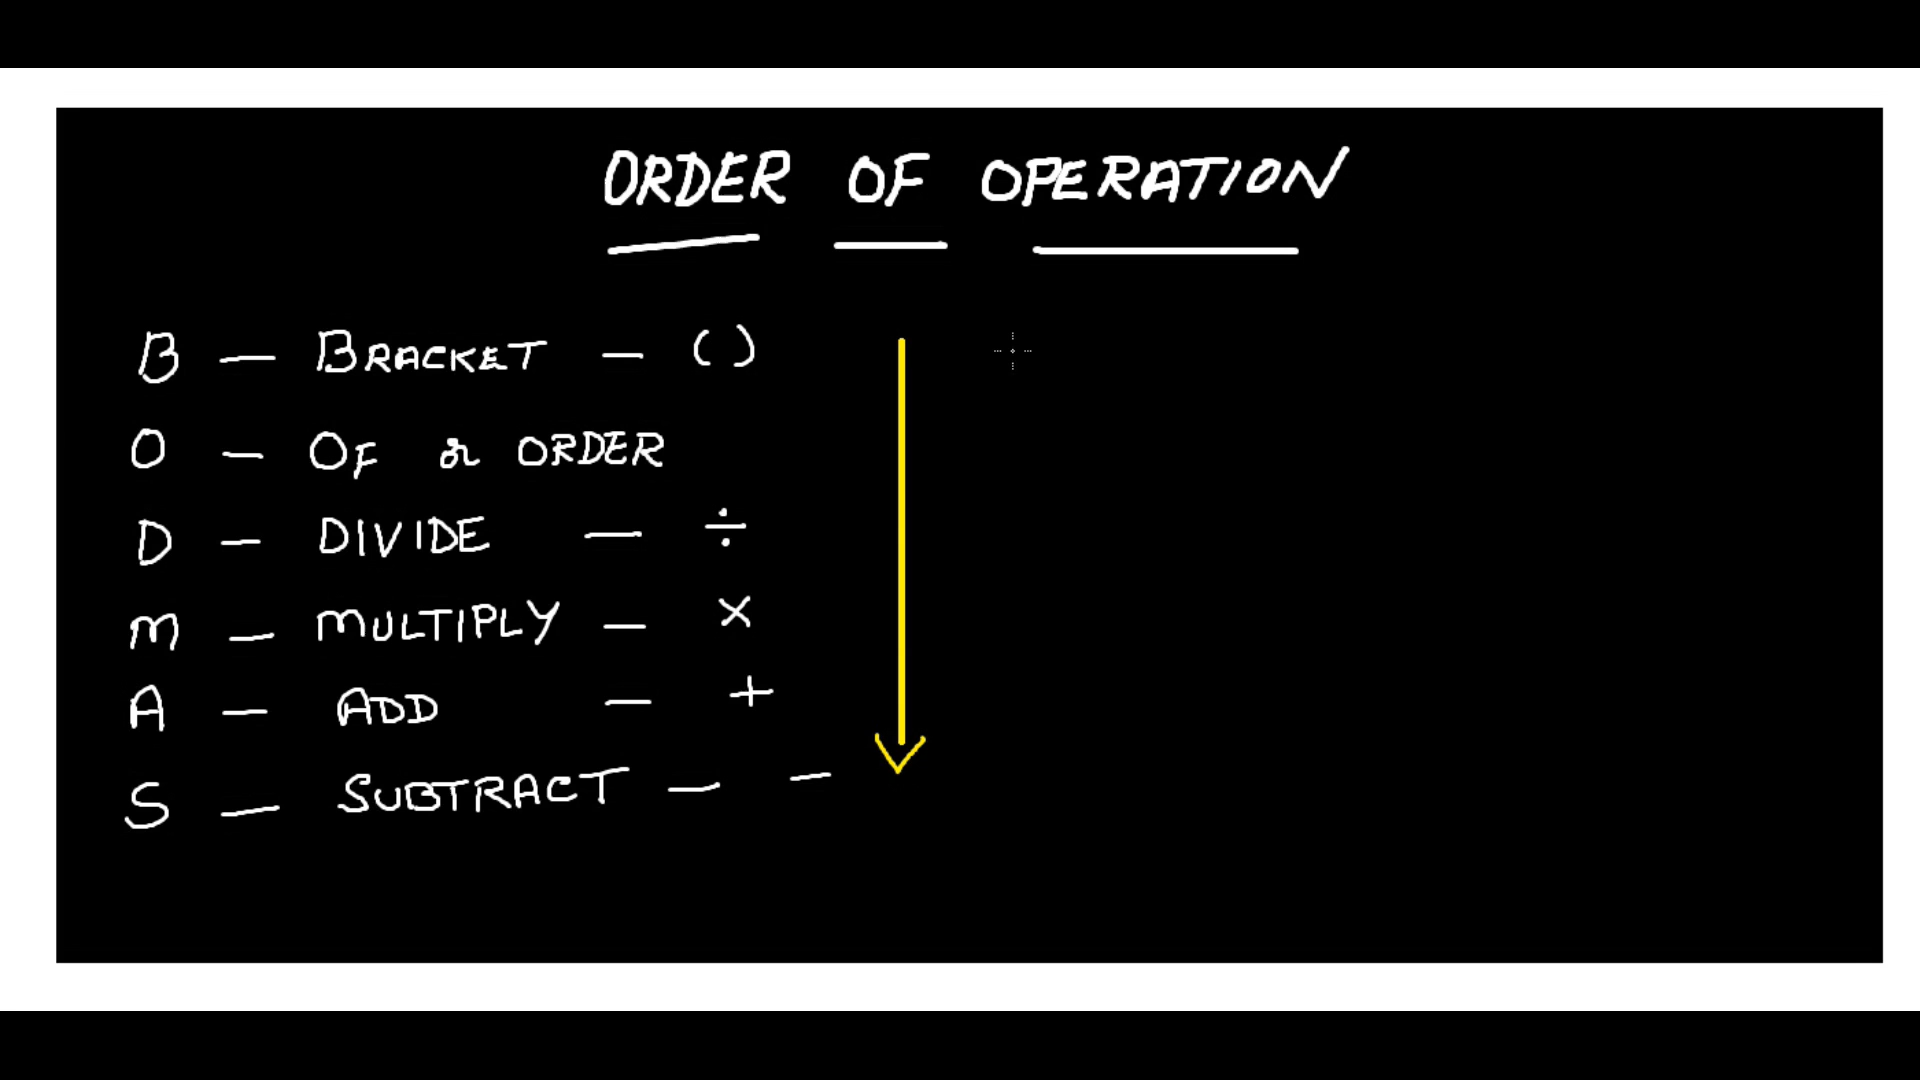 ORDER OF OPERATION
B — BRACKET — ( )
O — OF or ORDER
D — DIVIDE — ÷
M — MULTIPLY — ×
A — ADD — +
S — SUBTRACT — −